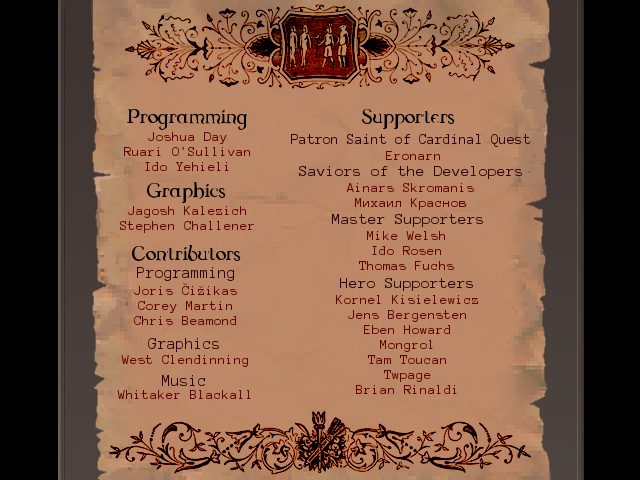 Programming
Joshua Day
Ruari O'Sullivan
Ido Yehieli
Graphics
Jagosh Kalezich
Stephen Challener
Contributors
Programming
Joris Čižikas
Corey Martin
Chris Beamond
Graphics
West Clendinning
Music
Whitaker Blackall
Supporters
Patron Saint of Cardinal Quest
Eronarn
Saviors of the Developers
Ainars Skromanis
Михаил Краснов
Master Supporters
Mike Welsh
Ido Rosen
Thomas Fuchs
Hero Supporters
Kornel Kisielewicz
Jens Bergensten
Eben Howard
Mongrol
Tam Toucan
Twpage
Brian Rinaldi